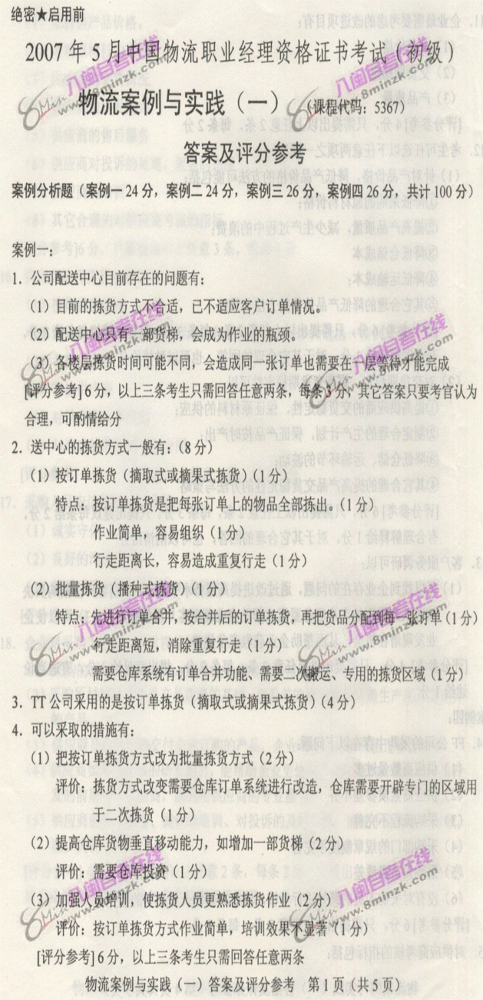 绝密★启用前
2007年5月中国物流职业经理资格证书考试（初级）
物流案例与实践（一）（课程代码：5367）
答案及评分参考
案例分析题（案例一24分，案例二24分，案例三26分，案例四26分，共计100分）
案例一：
1．公司配送中心目前存在的问题有：
（1）目前的拣货方式不合适，已不适应客户订单情况。
（2）配送中心只有一部货梯，会成为作业的瓶颈。
（3）各楼层拣货时间可能不同，会造成同一张订单也需要在一层等待才能完成
[评分参考]6分，以上三条考生只需回答任意两条，每条3分，其它答案只要考官认为
合理，可酌情给分
2．送中心的拣货方式一般有：（8分）
（1）按订单拣货（摘取式或摘果式拣货）（1分）
特点：按订单拣货是把每张订单上的物品全部拣出。（1分）
作业简单，容易组织（1分）
行走距离长，容易造成重复行走（1分）
（2）批量拣货（播种式拣货）（1分）
特点：先进行订单合并，按合并后的订单拣货，再把货品分配到每一张订单（1分）
行走距离短，消除重复行走（1分）
需要仓库系统有订单合并功能、需要二次搬运、专用的拣货区域（1分）
3．TT公司采用的是按订单拣货（摘取式或摘果式拣货）（4分）
4．可以采取的措施有：
（1）把按订单拣货方式改为批量拣货方式（2分）
评价：拣货方式改变需要仓库订单系统进行改造，仓库需要开辟专门的区域用
于二次拣货（1分）
（2）提高仓库货物垂直移动能力，如增加一部货梯（2分）
评价：需要仓库投资（1分）
（3）加强人员培训，使拣货人员更熟悉拣货作业（2分）
评价：按订单拣货方式作业简单，培训效果不显著（1分）
[评分参考]6分，以上三条考生只需回答任意两条
物流案例与实践（一）答案及评分参考 第1页（共5页）
八闽自考在线
www.8minzk.com
8Min